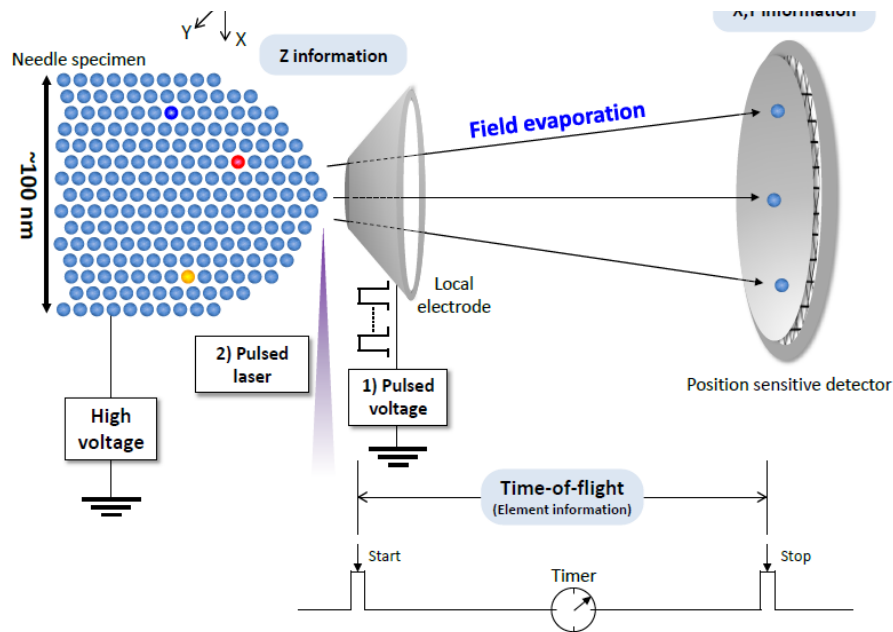 X,Y information
Y
X
Needle specimen
Z information
Field evaporation
~100 nm
Local
electrode
2) Pulsed
laser
1) Pulsed
voltage
Position sensitive detector
High
voltage
Time-of-flight
(Element information)
Start
Stop
Timer